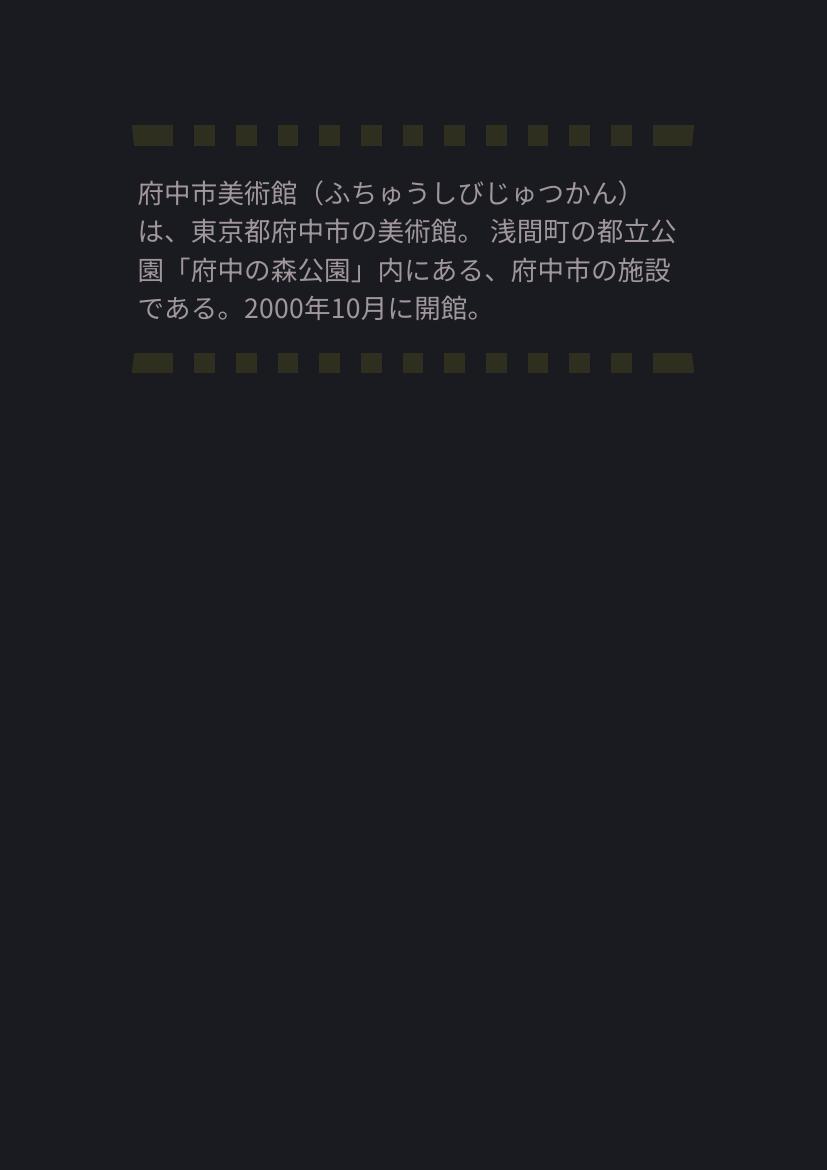 府中市美術館（ふちゅうしびじゅつかん）
は、東京都府中市の美術館。 浅間町の都立公
園「府中の森公園」内にある、府中市の施設
である。2000年10月に開館。